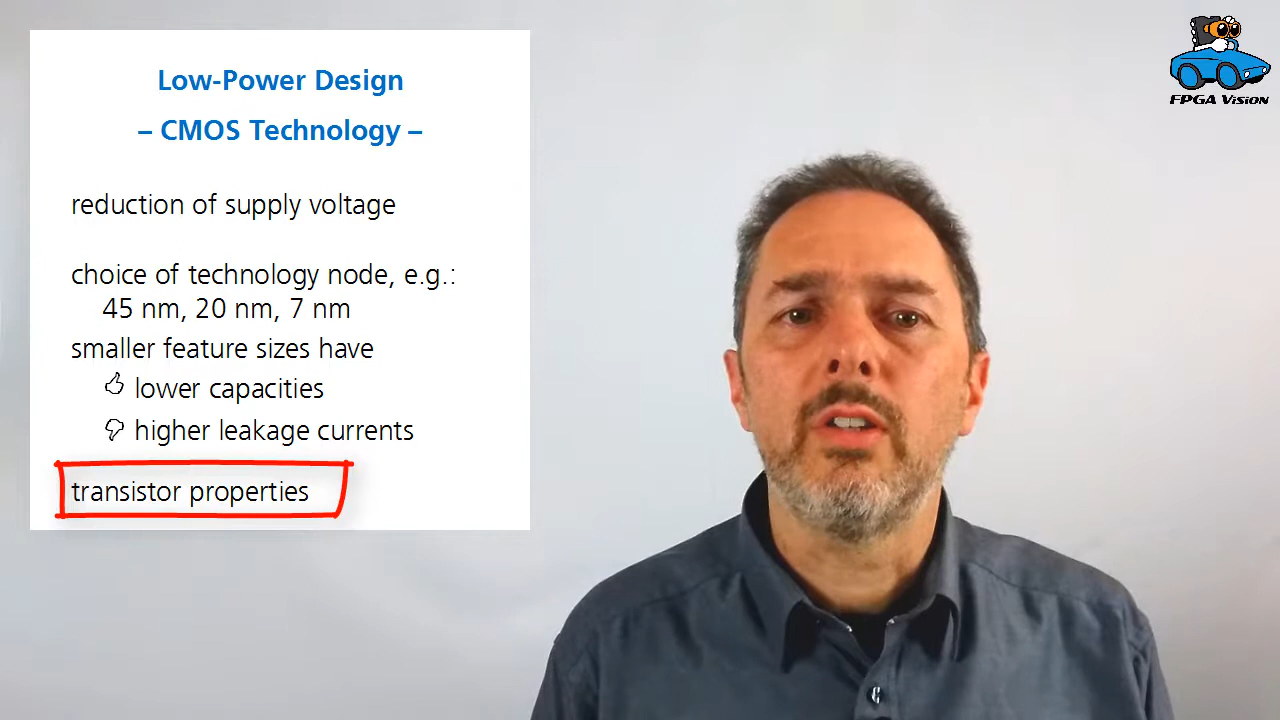 Low-Power Design
– CMOS Technology –
reduction of supply voltage
choice of technology node, e.g.:
45 nm, 20 nm, 7 nm
smaller feature sizes have
lower capacities
higher leakage currents
transistor properties
FPGA Vision